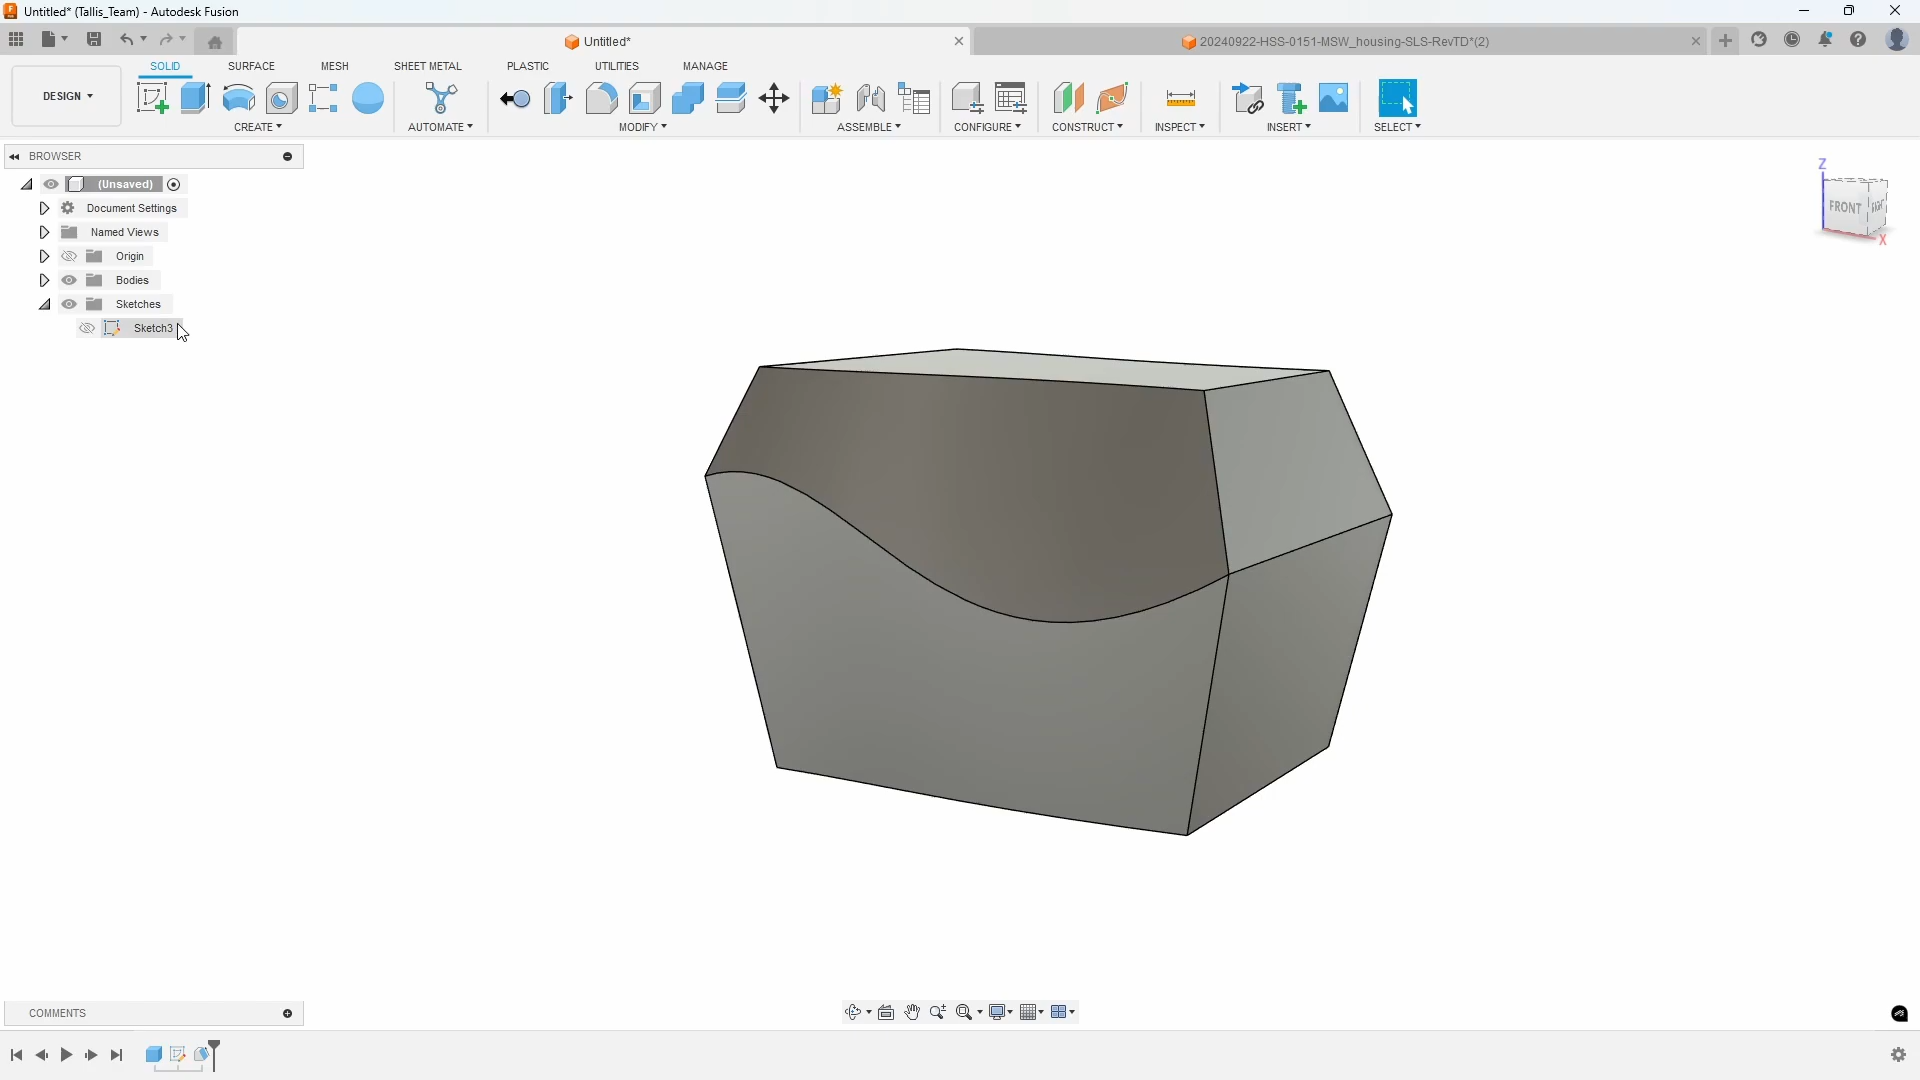 Untitled* (Tallis_Team) - Autodesk Fusion
Untitled*
20240922-HSS-0151-MSW_housing-SLS-RevTD*(2)
SOLID SURFACE MESH SHEET METAL PLASTIC UTILITIES MANAGE
DESIGN
CREATE AUTOMATE MODIFY ASSEMBLE CONFIGURE CONSTRUCT INSPECT INSERT SELECT
BROWSER
(Unsaved)
Document Settings
Named Views
Origin
Bodies
Sketches
Sketch3
Z
FRONT
RIGHT
X
COMMENTS